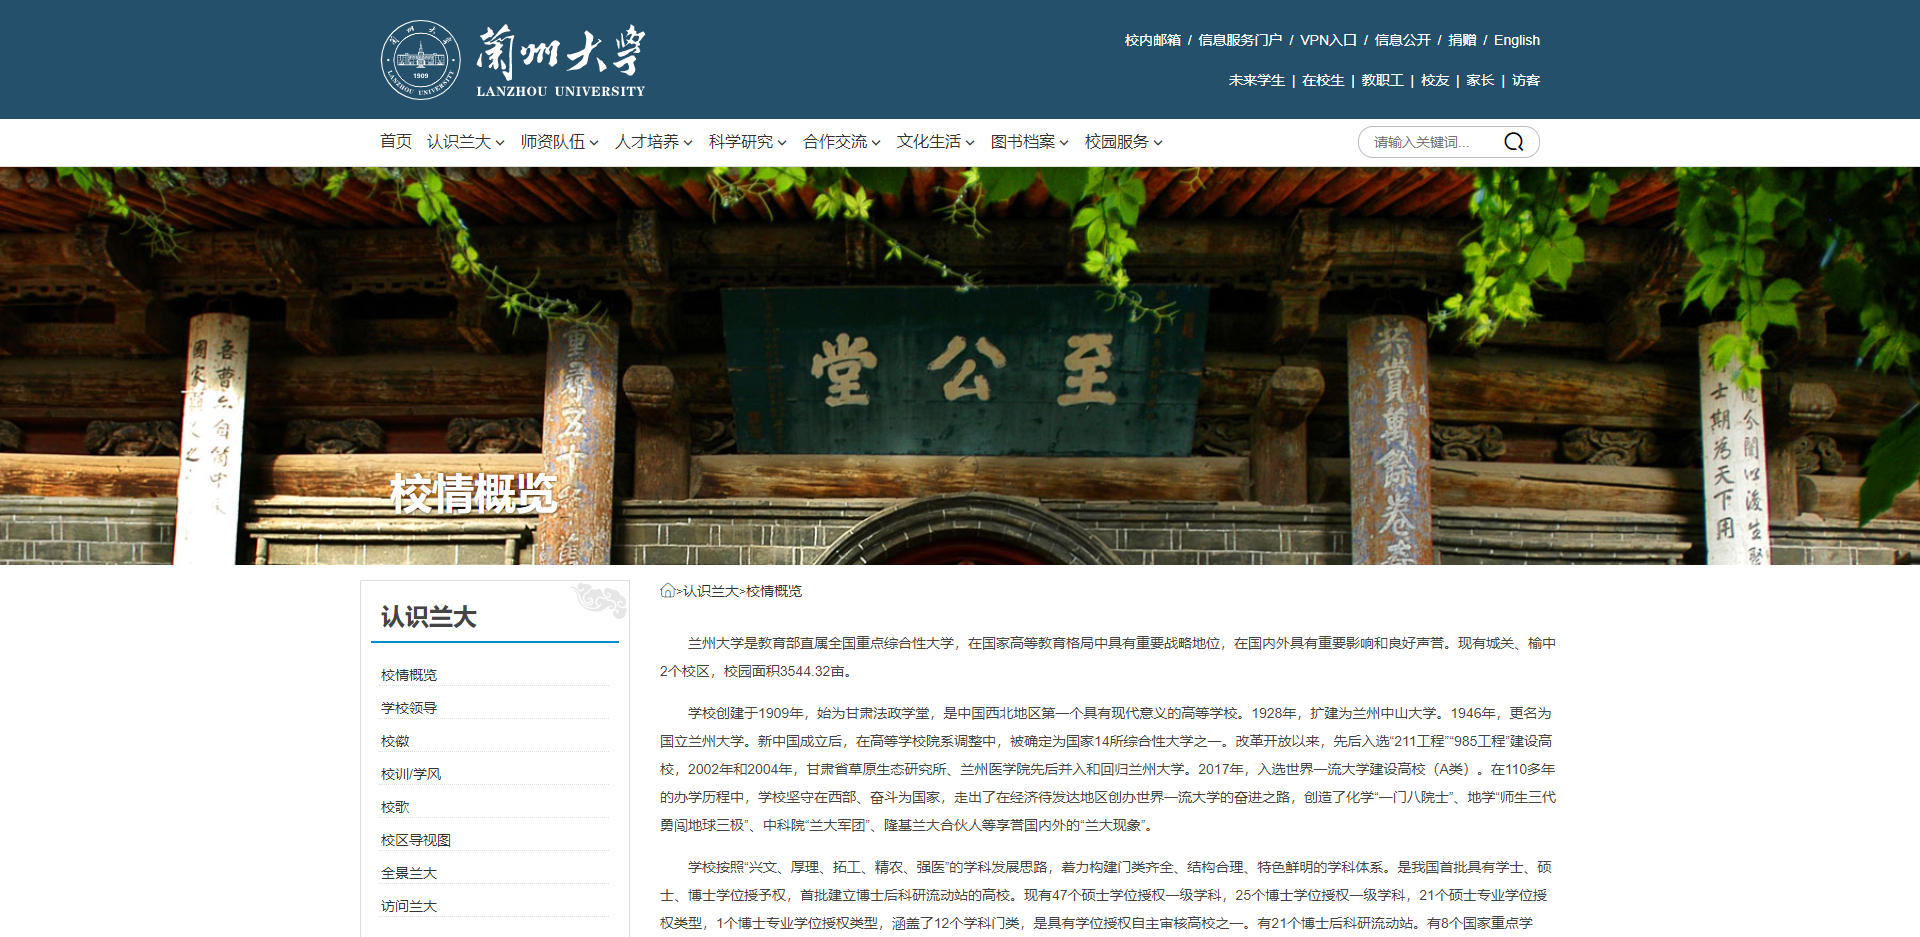 兰州大学
1909
LANZHOU UNIVERSITY
蘭州大学
LANZHOU UNIVERSITY
校内邮箱 / 信息服务门户 / VPN入口 / 信息公开 / 捐赠 / English
未来学生 | 在校生 | 教职工 | 校友 | 家长 | 访客
首页 认识兰大 师资队伍 人才培养 科学研究 合作交流 文化生活 图书档案 校园服务
请输入关键词...
堂公至
校情概览
认识兰大
校情概览
学校领导
校徽
校训/学风
校歌
校区导视图
全景兰大
访问兰大
>认识兰大>校情概览
兰州大学是教育部直属全国重点综合性大学，在国家高等教育格局中具有重要战略地位，在国内外具有重要影响和良好声誉。现有城关、榆中
2个校区，校园面积3544.32亩。
学校创建于1909年，始为甘肃法政学堂，是中国西北地区第一个具有现代意义的高等学校。1928年，扩建为兰州中山大学。1946年，更名为
国立兰州大学。新中国成立后，在高等学校院系调整中，被确定为国家14所综合性大学之一。改革开放以来，先后入选“211工程”“985工程”建设高
校，2002年和2004年，甘肃省草原生态研究所、兰州医学院先后并入和回归兰州大学。2017年，入选世界一流大学建设高校（A类）。在110多年
的办学历程中，学校坚守在西部、奋斗为国家，走出了在经济待发达地区创办世界一流大学的奋进之路，创造了化学“一门八院士”、地学“师生三代
勇闯地球三极”、中科院“兰大军团”、隆基兰大合伙人等享誉国内外的“兰大现象”。
学校按照“兴文、厚理、拓工、精农、强医”的学科发展思路，着力构建门类齐全、结构合理、特色鲜明的学科体系。是我国首批具有学士、硕
士、博士学位授予权，首批建立博士后科研流动站的高校。现有47个硕士学位授权一级学科，25个博士学位授权一级学科，21个硕士专业学位授
权类型，1个博士专业学位授权类型，涵盖了12个学科门类，是具有学位授权自主审核高校之一。有21个博士后科研流动站。有8个国家重点学